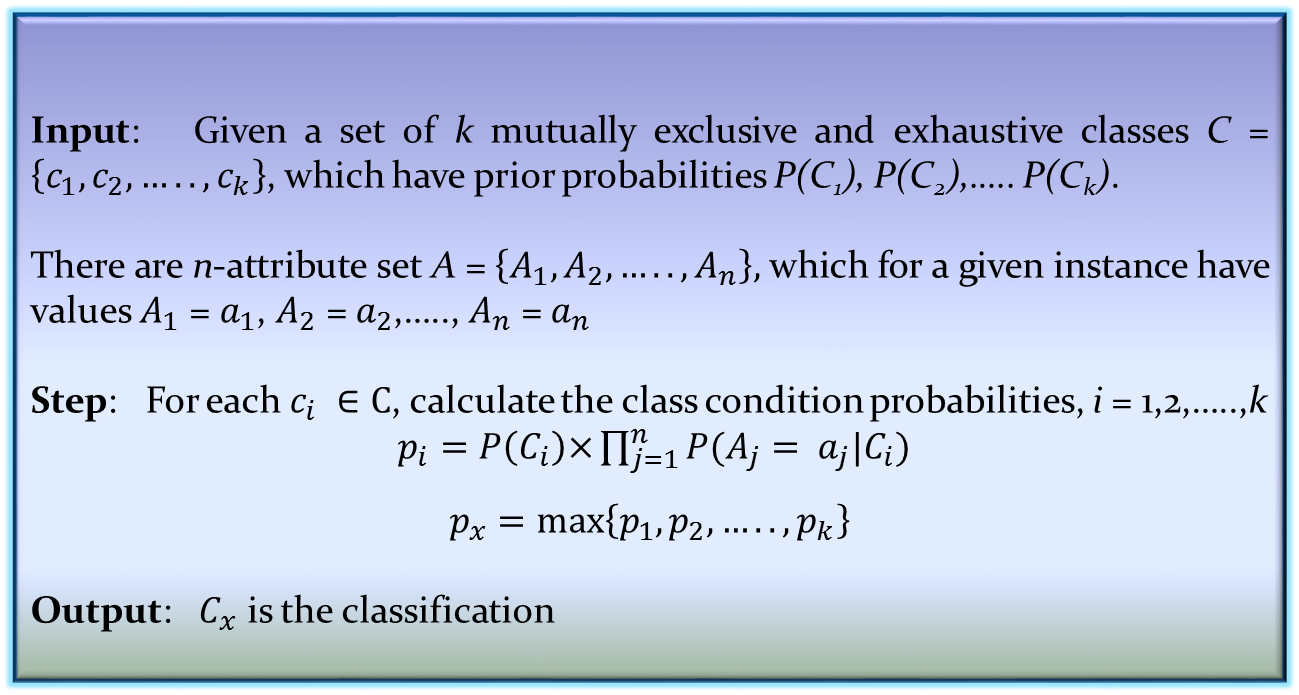 Input: Given a set of k mutually exclusive and exhaustive classes C =
{c₁, c₂, ….., cₖ}, which have prior probabilities P(C₁), P(C₂),….. P(Cₖ).
There are n-attribute set A = {A₁, A₂, ….., Aₙ}, which for a given instance have
values A₁ = a₁, A₂ = a₂,….., Aₙ = aₙ
Step: For each cᵢ ∈ C, calculate the class condition probabilities, i = 1,2,…..,k
pᵢ = P(Cᵢ)× ∏ⁿⱼ₌₁ P(Aⱼ = aⱼ|Cᵢ)
pₓ = max{p₁, p₂, ….., pₖ}
Output: Cₓ is the classification